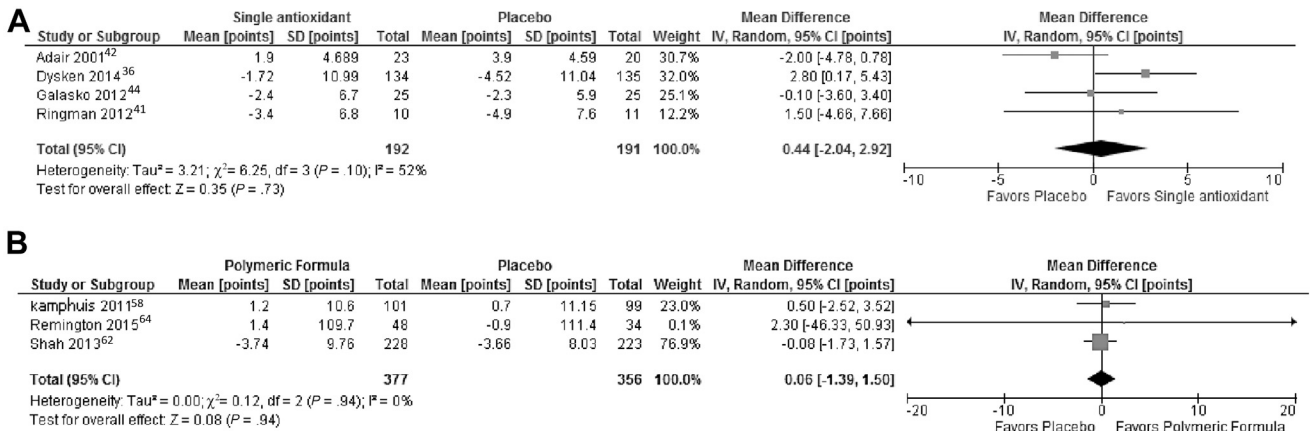 A
Single antioxidant Placebo Mean Difference Mean Difference
Study or Subgroup Mean [points] SD [points] Total Mean [points] SD [points] Total Weight IV, Random, 95% CI [points] IV, Random, 95% CI [points]
Adair 2001⁴² 1.9 4.689 23 3.9 4.59 20 30.7% -2.00 [-4.78, 0.78]
Dysken 2014³⁶ -1.72 10.99 134 -4.52 11.04 135 32.0% 2.80 [0.17, 5.43]
Galasko 2012⁴⁴ -2.4 6.7 25 -2.3 5.9 25 25.1% -0.10 [-3.60, 3.40]
Ringman 2012⁴¹ -3.4 6.8 10 -4.9 7.6 11 12.2% 1.50 [-4.66, 7.66]
Total (95% CI) 192 191 100.0% 0.44 [-2.04, 2.92]
Heterogeneity: Tau² = 3.21; χ²= 6.25, df = 3 (P = .10); I² = 52%
Test for overall effect: Z = 0.35 (P = .73)
-10 -5 0 5 10
Favors Placebo Favors Single antioxidant
B
Polymeric Formula Placebo Mean Difference Mean Difference
Study or Subgroup Mean [points] SD [points] Total Mean [points] SD [points] Total Weight IV, Random, 95% CI [points] IV, Random, 95% CI [points]
kamphuis 2011⁵⁸ 1.2 10.6 101 0.7 11.15 99 23.0% 0.50 [-2.52, 3.52]
Remington 2015⁶⁴ 1.4 109.7 48 -0.9 111.4 34 0.1% 2.30 [-46.33, 50.93]
Shah 2013⁶² -3.74 9.76 228 -3.66 8.03 223 76.9% -0.08 [-1.73, 1.57]
Total (95% CI) 377 356 100.0% 0.06 [-1.39, 1.50]
Heterogeneity: Tau² = 0.00; χ²= 0.12, df = 2 (P = .94); I² = 0%
Test for overall effect: Z = 0.08 (P = .94)
-20 -10 0 10 20
Favors Placebo Favors Polymeric Formula